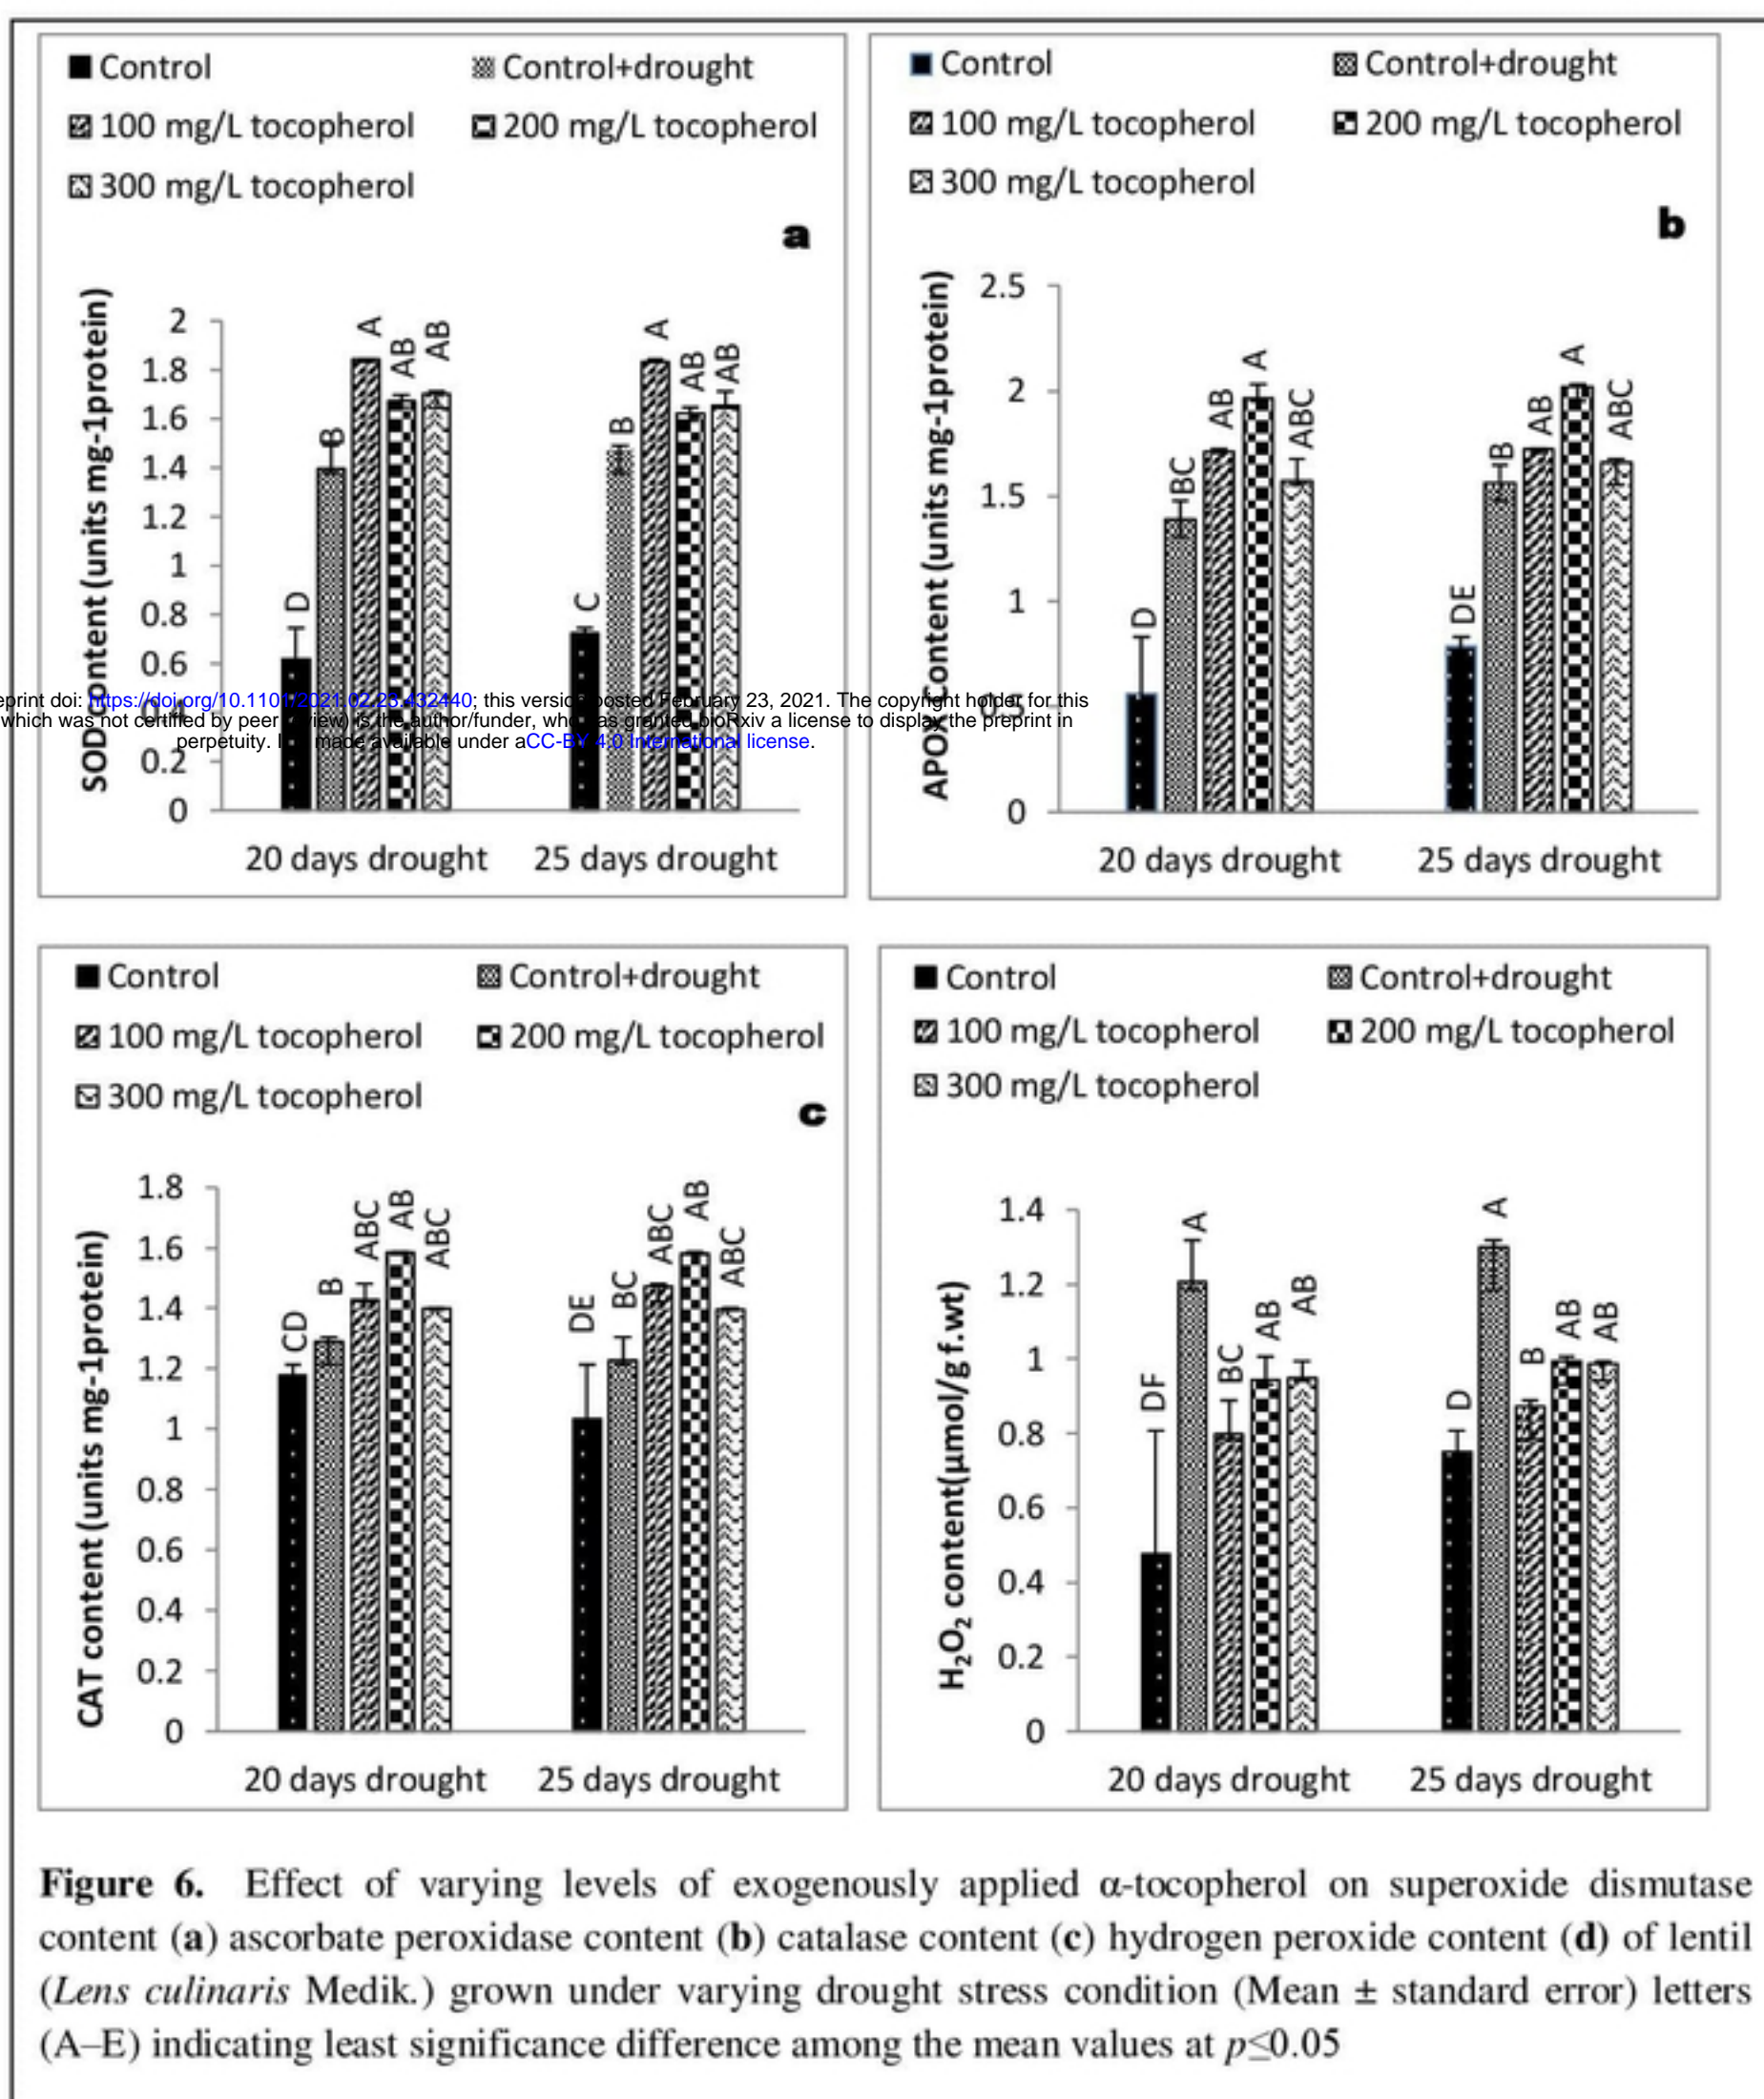 Control
Control+drought
100 mg/L tocopherol
200 mg/L tocopherol
300 mg/L tocopherol
a
SOD Content (units mg-1protein)
2
1.8
1.6
1.4
1.2
1
0.8
0.6
0.4
0.2
0
D
B
A
AB
AB
C
B
A
AB
AB
20 days drought
25 days drought
Control
Control+drought
100 mg/L tocopherol
200 mg/L tocopherol
300 mg/L tocopherol
b
APOX Content (units mg-1protein)
2.5
2
1.5
1
0.5
0
D
BC
AB
A
ABC
DE
B
AB
A
ABC
20 days drought
25 days drought
doi: https://doi.org/10.1101/2021.02.23.432440; this version posted February 23, 2021. The copyright holder for this
which was not certified by peer review) is the author/funder, who has granted bioRxiv a license to display the preprint in
perpetuity. It is made available under aCC-BY 4.0 International license.
Control
Control+drought
100 mg/L tocopherol
200 mg/L tocopherol
300 mg/L tocopherol
c
CAT content (units mg-1protein)
1.8
1.6
1.4
1.2
1
0.8
0.6
0.4
0.2
0
CD
B
ABC
AB
ABC
DE
BC
ABC
AB
ABC
20 days drought
25 days drought
Control
Control+drought
100 mg/L tocopherol
200 mg/L tocopherol
300 mg/L tocopherol
H₂O₂ content(µmol/g f.wt)
1.4
1.2
1
0.8
0.6
0.4
0.2
0
DF
A
BC
AB
AB
D
A
B
AB
AB
20 days drought
25 days drought
Figure 6. Effect of varying levels of exogenously applied α-tocopherol on superoxide dismutase
content (a) ascorbate peroxidase content (b) catalase content (c) hydrogen peroxide content (d) of lentil
(Lens culinaris Medik.) grown under varying drought stress condition (Mean ± standard error) letters
(A–E) indicating least significance difference among the mean values at p≤0.05